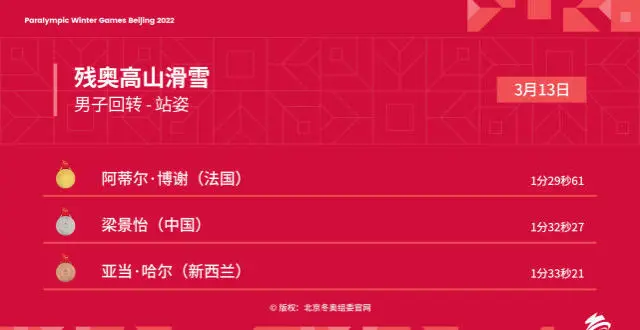 Paralympic Winter Games Beijing 2022
残奥高山滑雪
男子回转 - 站姿
3月13日
阿蒂尔·博谢（法国）
1分29秒61
梁景怡（中国）
1分32秒27
亚当·哈尔（新西兰）
1分33秒21
© 版权：北京冬奥组委官网